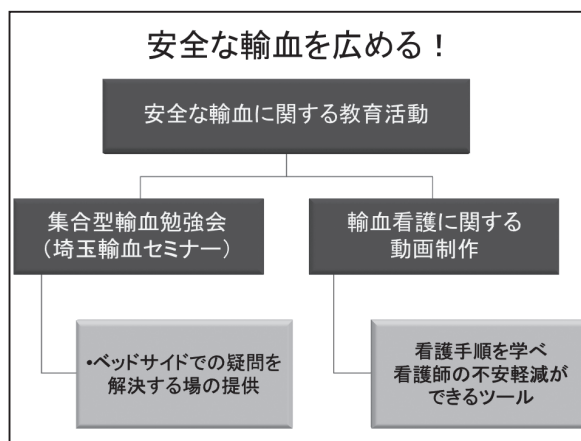 安全な輸血を広める！
安全な輸血に関する教育活動
集合型輸血勉強会
（埼玉輸血セミナー）
輸血看護に関する
動画制作
・ベッドサイドでの疑問を
解決する場の提供
看護手順を学べ
看護師の不安軽減が
できるツール